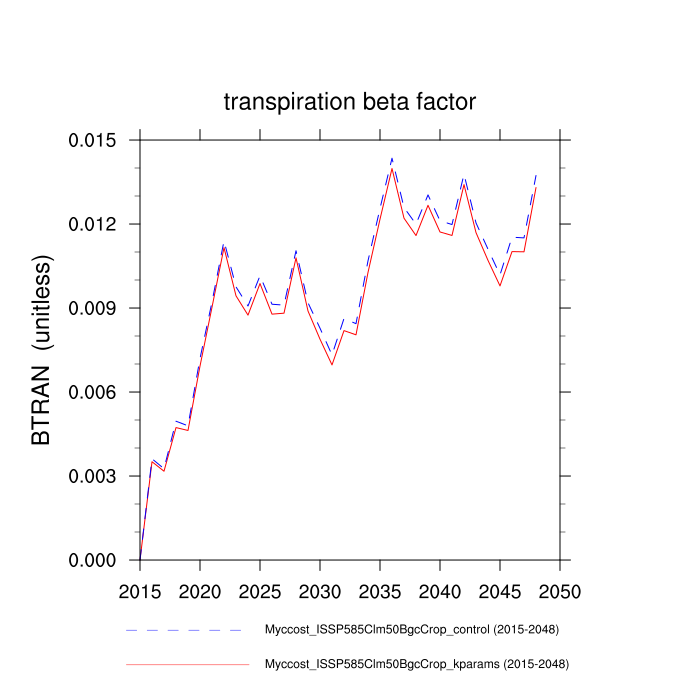 transpiration beta factor
BTRAN (unitless)
0.015
0.012
0.009
0.006
0.003
0.000
2015 2020 2025 2030 2035 2040 2045 2050
Myccost_ISSP585Clm50BgcCrop_control (2015-2048)
Myccost_ISSP585Clm50BgcCrop_kparams (2015-2048)